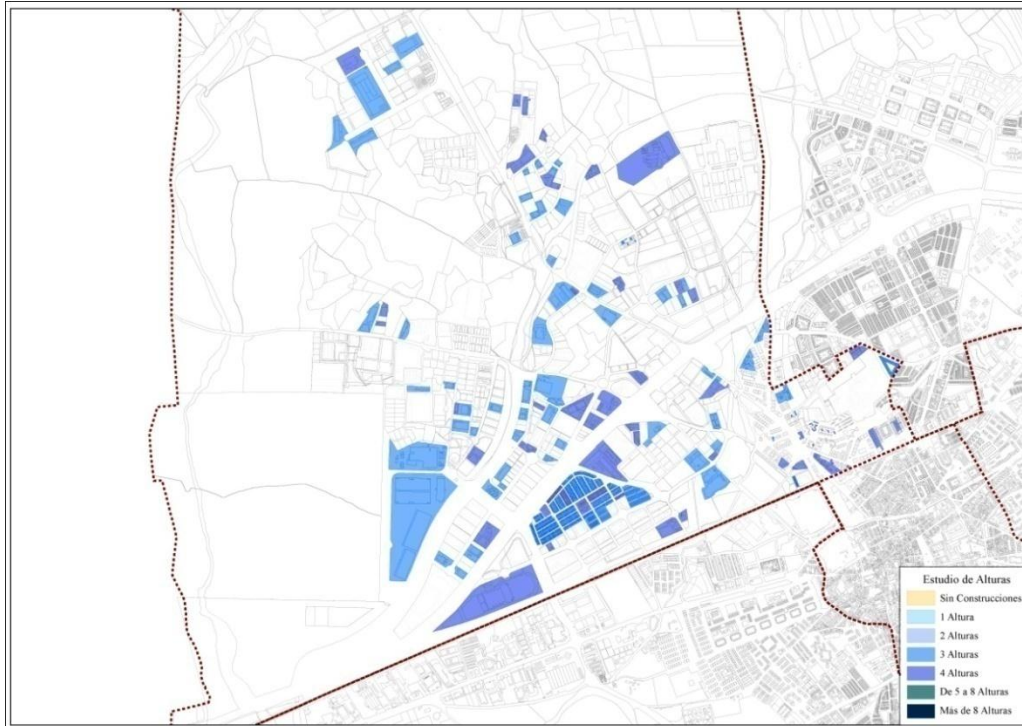 Estudio de Alturas
Sin Construcciones
1 Altura
2 Alturas
3 Alturas
4 Alturas
De 5 a 8 Alturas
Más de 8 Alturas